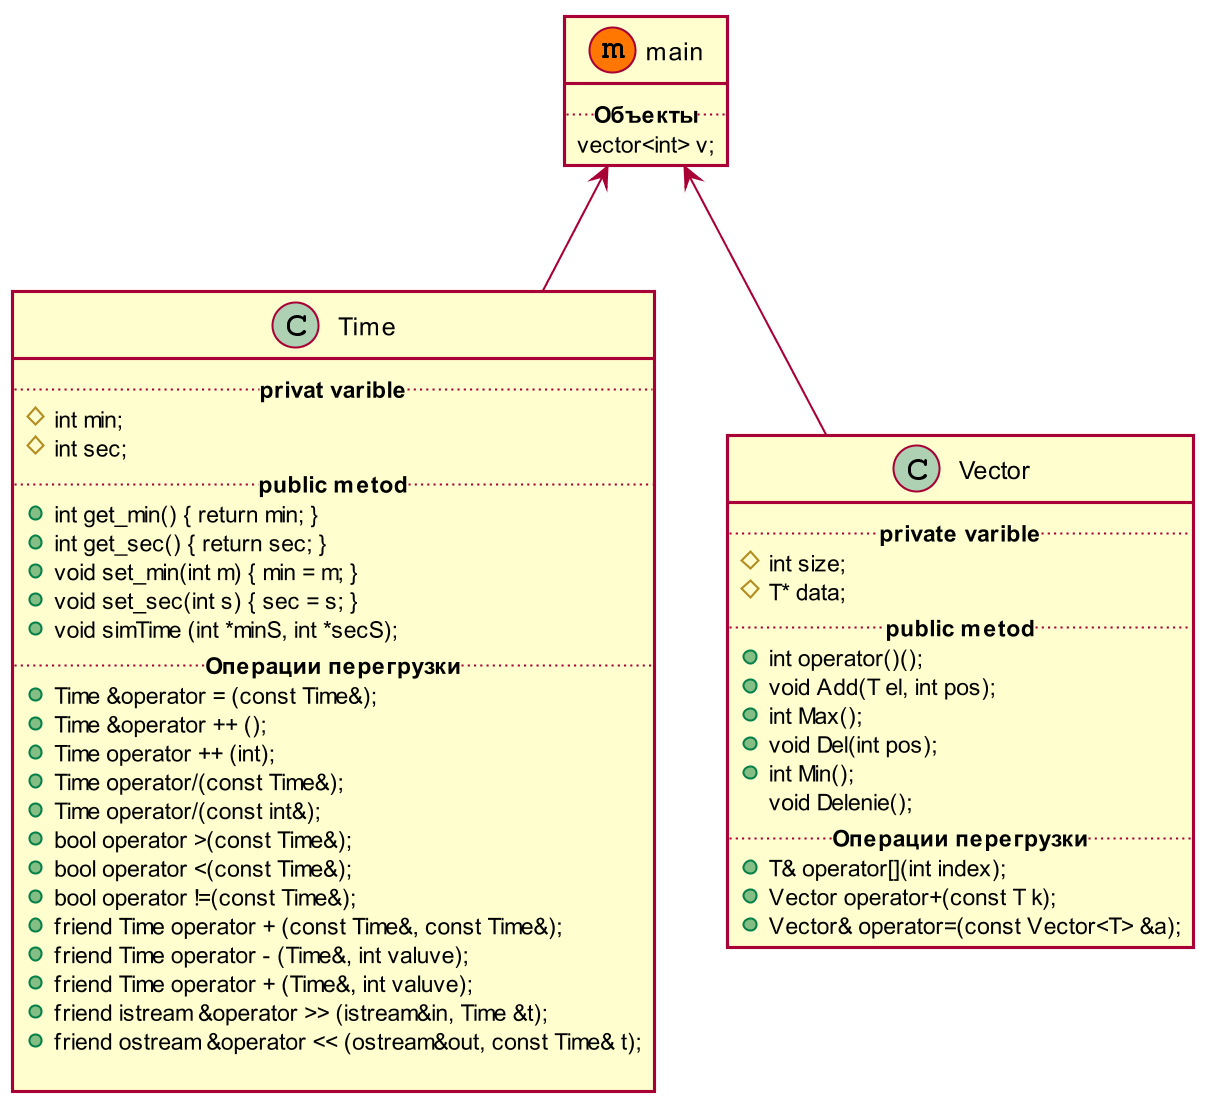 m main
Объекты
vector<int> v;
C Time
privat varible
int min;
int sec;
public metod
int get_min() { return min; }
int get_sec() { return sec; }
void set_min(int m) { min = m; }
void set_sec(int s) { sec = s; }
void simTime (int *minS, int *secS);
Операции перегрузки
Time &operator = (const Time&);
Time &operator ++ ();
Time operator ++ (int);
Time operator/(const Time&);
Time operator/(const int&);
bool operator >(const Time&);
bool operator <(const Time&);
bool operator !=(const Time&);
friend Time operator + (const Time&, const Time&);
friend Time operator - (Time&, int valuve);
friend Time operator + (Time&, int valuve);
friend istream &operator >> (istream&in, Time &t);
friend ostream &operator << (ostream&out, const Time& t);
C Vector
private varible
int size;
T* data;
public metod
int operator()();
void Add(T el, int pos);
int Max();
void Del(int pos);
int Min();
void Delenie();
Операции перегрузки
T& operator[](int index);
Vector operator+(const T k);
Vector& operator=(const Vector<T> &a);